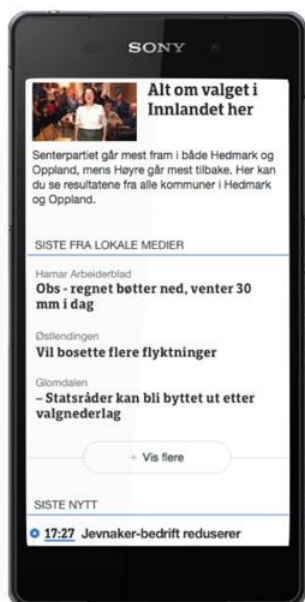 SONY
Alt om valget i
Innlandet her
Senterpartiet går mest fram i både Hedmark og
Oppland, mens Høyre går mest tilbake. Her kan
du se resultatene fra alle kommuner i Hedmark
og Oppland.
SISTE FRA LOKALE MEDIER
Hamar Arbeiderblad
Obs - regnet bøtter ned, venter 30
mm i dag
Østlendingen
Vil bosette flere flyktninger
Glomdalen
– Statsråder kan bli byttet ut etter
valgnederlag
+ Vis flere
SISTE NYTT
17:27 Jevnaker-bedrift reduserer